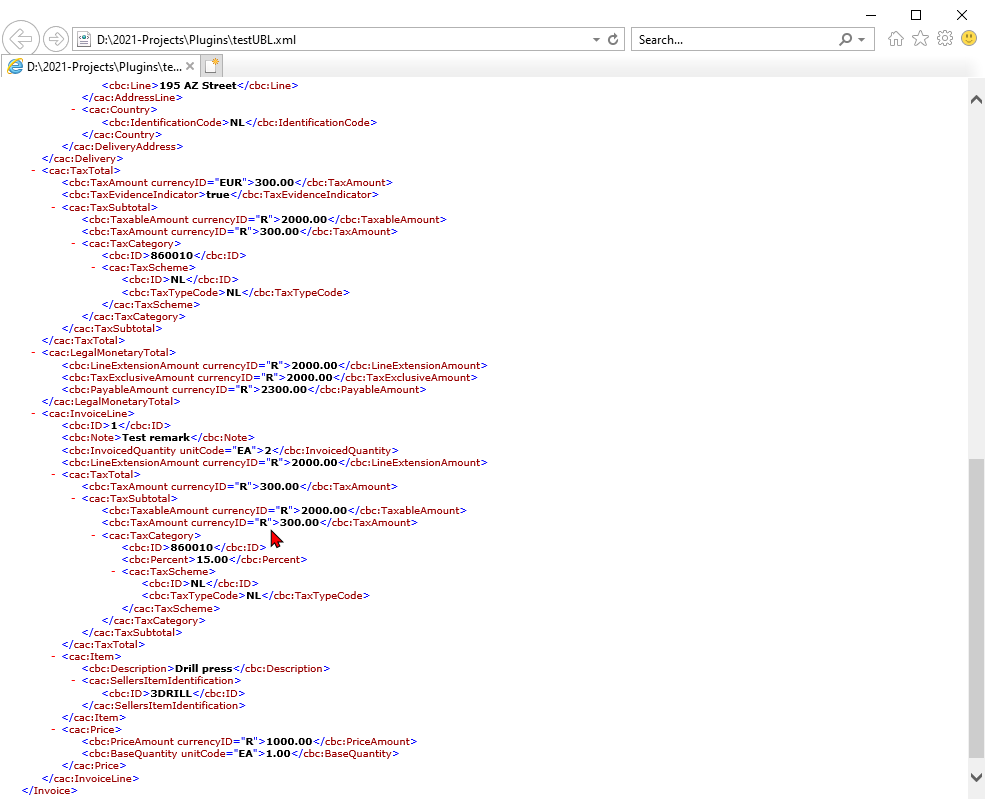 D:\2021-Projects\Plugins\testUBL.xml
Search...
D:\2021-Projects\Plugins\te...
<cbc:Line>195 AZ Street</cbc:Line>
</cac:AddressLine>
- <cac:Country>
<cbc:IdentificationCode>NL</cbc:IdentificationCode>
</cac:Country>
</cac:DeliveryAddress>
</cac:Delivery>
- <cac:TaxTotal>
<cbc:TaxAmount currencyID="EUR">300.00</cbc:TaxAmount>
<cbc:TaxEvidenceIndicator>true</cbc:TaxEvidenceIndicator>
- <cac:TaxSubtotal>
<cbc:TaxableAmount currencyID="R">2000.00</cbc:TaxableAmount>
<cbc:TaxAmount currencyID="R">300.00</cbc:TaxAmount>
- <cac:TaxCategory>
<cbc:ID>860010</cbc:ID>
- <cac:TaxScheme>
<cbc:ID>NL</cbc:ID>
<cbc:TaxTypeCode>NL</cbc:TaxTypeCode>
</cac:TaxScheme>
</cac:TaxCategory>
</cac:TaxSubtotal>
</cac:TaxTotal>
- <cac:LegalMonetaryTotal>
<cbc:LineExtensionAmount currencyID="R">2000.00</cbc:LineExtensionAmount>
<cbc:TaxExclusiveAmount currencyID="R">2000.00</cbc:TaxExclusiveAmount>
<cbc:PayableAmount currencyID="R">2300.00</cbc:PayableAmount>
</cac:LegalMonetaryTotal>
- <cac:InvoiceLine>
<cbc:ID>1</cbc:ID>
<cbc:Note>Test remark</cbc:Note>
<cbc:InvoicedQuantity unitCode="EA">2</cbc:InvoicedQuantity>
<cbc:LineExtensionAmount currencyID="R">2000.00</cbc:LineExtensionAmount>
- <cac:TaxTotal>
<cbc:TaxAmount currencyID="R">300.00</cbc:TaxAmount>
- <cac:TaxSubtotal>
<cbc:TaxableAmount currencyID="R">2000.00</cbc:TaxableAmount>
<cbc:TaxAmount currencyID="R">300.00</cbc:TaxAmount>
- <cac:TaxCategory>
<cbc:ID>860010</cbc:ID>
<cbc:Percent>15.00</cbc:Percent>
- <cac:TaxScheme>
<cbc:ID>NL</cbc:ID>
<cbc:TaxTypeCode>NL</cbc:TaxTypeCode>
</cac:TaxScheme>
</cac:TaxCategory>
</cac:TaxSubtotal>
</cac:TaxTotal>
- <cac:Item>
<cbc:Description>Drill press</cbc:Description>
- <cac:SellersItemIdentification>
<cbc:ID>3DRILL</cbc:ID>
</cac:SellersItemIdentification>
</cac:Item>
- <cac:Price>
<cbc:PriceAmount currencyID="R">1000.00</cbc:PriceAmount>
<cbc:BaseQuantity unitCode="EA">1.00</cbc:BaseQuantity>
</cac:Price>
</cac:InvoiceLine>
</Invoice>